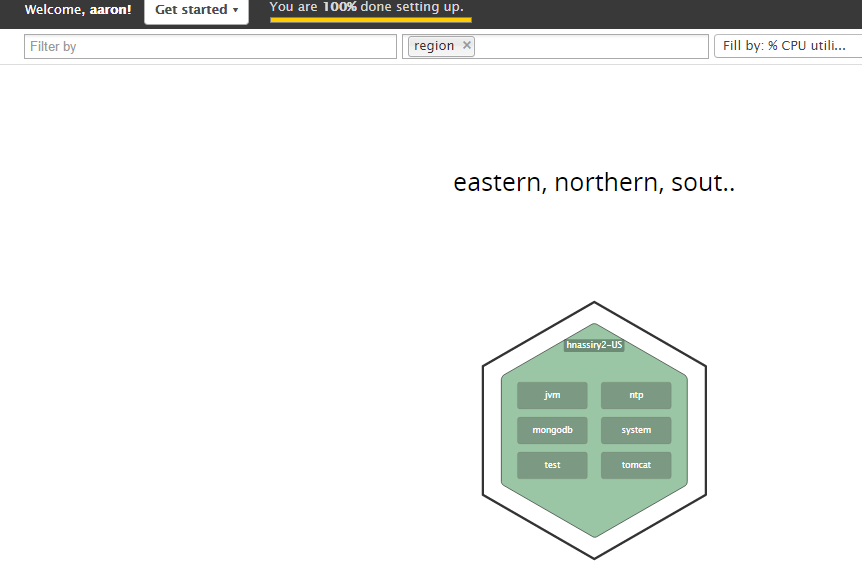 Welcome, aaron! Get started You are 100% done setting up.
Filter by region × Fill by: % CPU utili...
eastern, northern, sout..
hnassiry2-US
jvm ntp
mongodb system
test tomcat